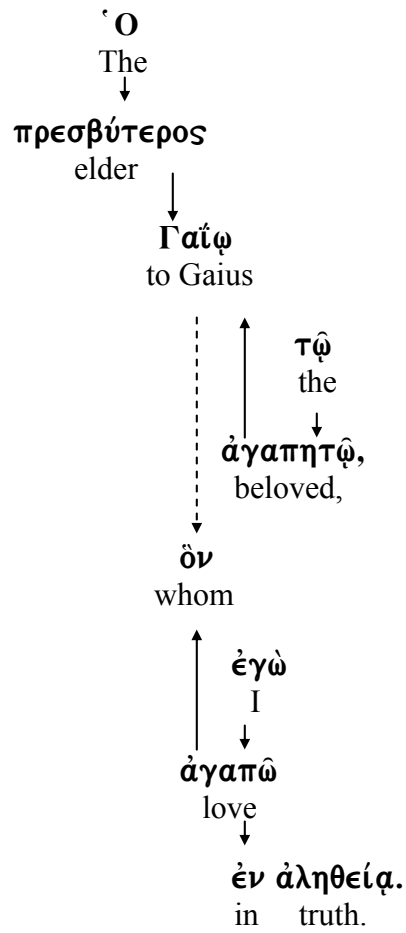 Ὁ
The
πρεσβύτερος
elder
Γαΐῳ
to Gaius
τῷ
the
ἀγαπητῷ,
beloved,
ὃν
whom
ἐγὼ
I
ἀγαπῶ
love
ἐν ἀληθείᾳ.
in truth.